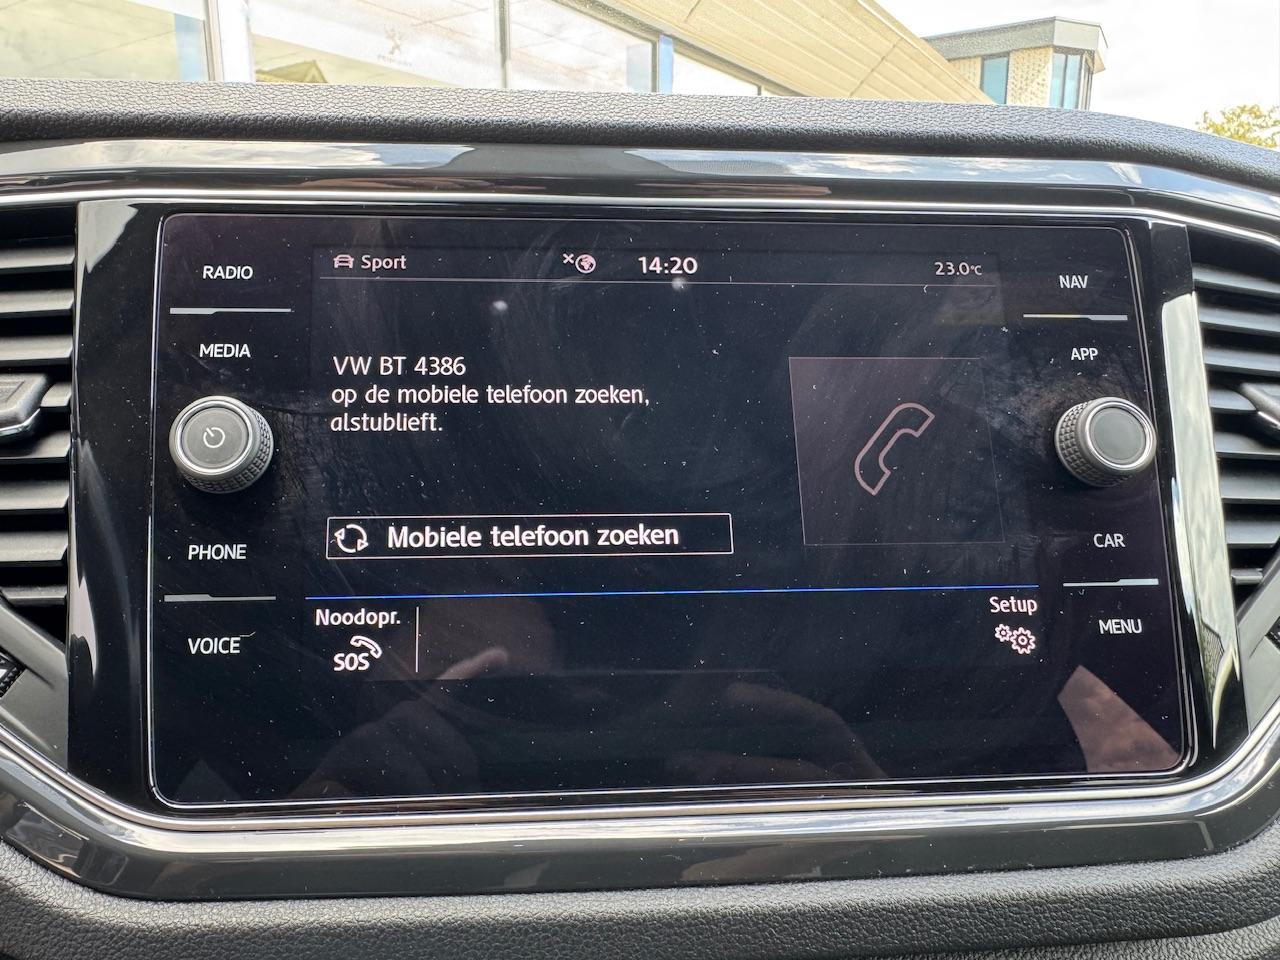 RADIO
MEDIA
PHONE
VOICE
Sport
14:20
23.0°C
VW BT 4386
op de mobiele telefoon zoeken,
alstublieft.
Mobiele telefoon zoeken
Noodopr.
SOS
Setup
NAV
APP
CAR
MENU